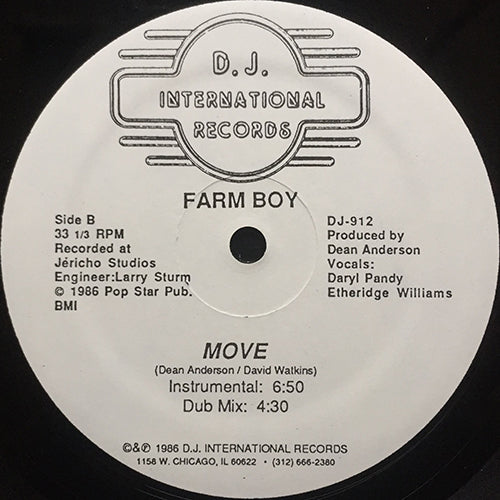 D.J.
INTERNATIONAL
RECORDS
FARM BOY
Side B
33 1/3 RPM
Recorded at
Jéricho Studios
Engineer:Larry Sturm
© 1986 Pop Star Pub.
BMI
DJ-912
Produced by
Dean Anderson
Vocals:
Daryl Pandy
Etheridge Williams
MOVE
(Dean Anderson / David Watkins)
Instrumental: 6:50
Dub Mix: 4:30
©&℗ 1986 D.J. INTERNATIONAL RECORDS
1158 W. CHICAGO, IL 60622 • (312) 666-2380